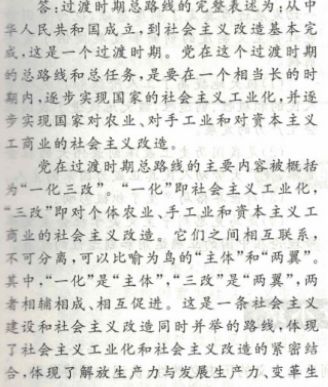 答:过渡时期总路线的完整表述为:从中
华人民共和国成立,到社会主义改造基本完
成,这是一个过渡时期。党在这个过渡时期
的总路线和总任务,是要在一个相当长的时
期内,逐步实现国家的社会主义工业化,并逐
步实现国家对农业、对手工业和对资本主义
工商业的社会主义改造。
党在过渡时期总路线的主要内容被概括
为“一化三改”。“一化”即社会主义工业化,
“三改”即对个体农业、手工业和资本主义工
商业的社会主义改造。它们之间相互联系,
不可分离,可以比喻为鸟的“主体”和“两翼”。
其中,“一化”是“主体”,“三改”是“两翼”,两
者相辅相成、相互促进。这是一条社会主义
建设和社会主义改造同时并举的路线,体现
了社会主义工业化和社会主义改造的紧密结
合,体现了解放生产力与发展生产力、变革生